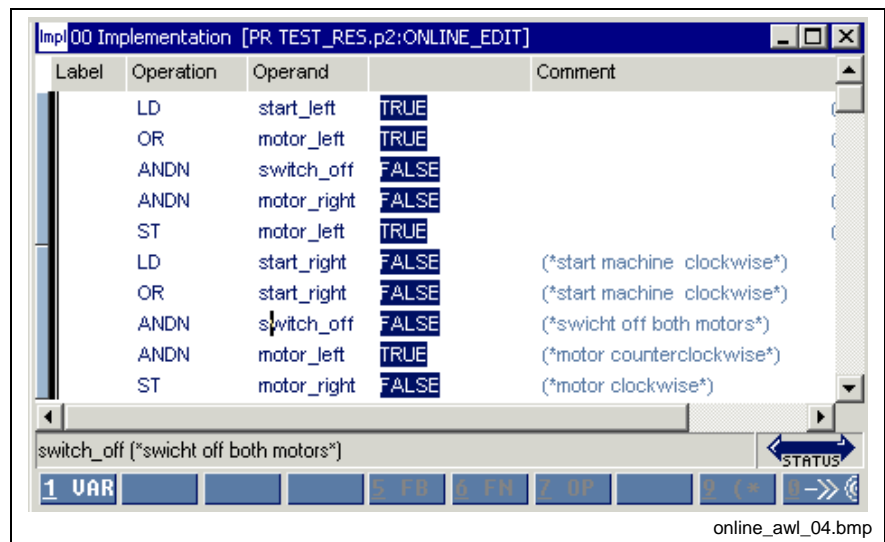 Impl 00 Implementation [PR TEST_RES.p2:ONLINE_EDIT]
Label Operation Operand Comment
LD start_left TRUE (
OR motor_left TRUE (
ANDN switch_off FALSE (
ANDN motor_right FALSE (
ST motor_left TRUE (
LD start_right FALSE (*start machine clockwise*)
OR start_right FALSE (*start machine clockwise*)
ANDN switch_off FALSE (*swicht off both motors*)
ANDN motor_left TRUE (*motor counterclockwise*)
ST motor_right FALSE (*motor clockwise*)
switch_off (*swicht off both motors*)
STATUS
1 VAR 5 FB 6 FN 7 OP 9 (* 0 ->>
online_awl_04.bmp